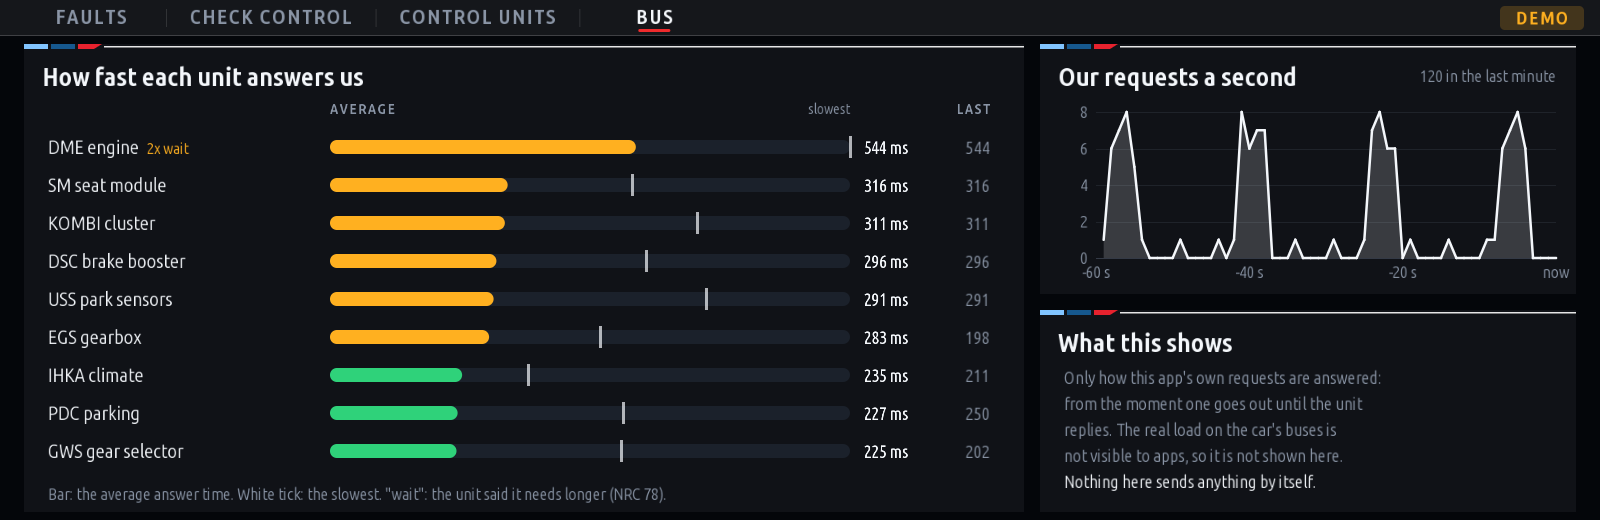 FAULTS CHECK CONTROL CONTROL UNITS BUS DEMO
How fast each unit answers us
AVERAGE slowest LAST
DME engine 2x wait 544 ms 544
SM seat module 316 ms 316
KOMBI cluster 311 ms 311
DSC brake booster 296 ms 296
USS park sensors 291 ms 291
EGS gearbox 283 ms 198
IHKA climate 235 ms 211
PDC parking 227 ms 250
GWS gear selector 225 ms 202
Bar: the average answer time. White tick: the slowest. "wait": the unit said it needs longer (NRC 78).
Our requests a second 120 in the last minute
8
6
4
2
0
-60 s -40 s -20 s now
What this shows
Only how this app's own requests are answered:
from the moment one goes out until the unit
replies. The real load on the car's buses is
not visible to apps, so it is not shown here.
Nothing here sends anything by itself.